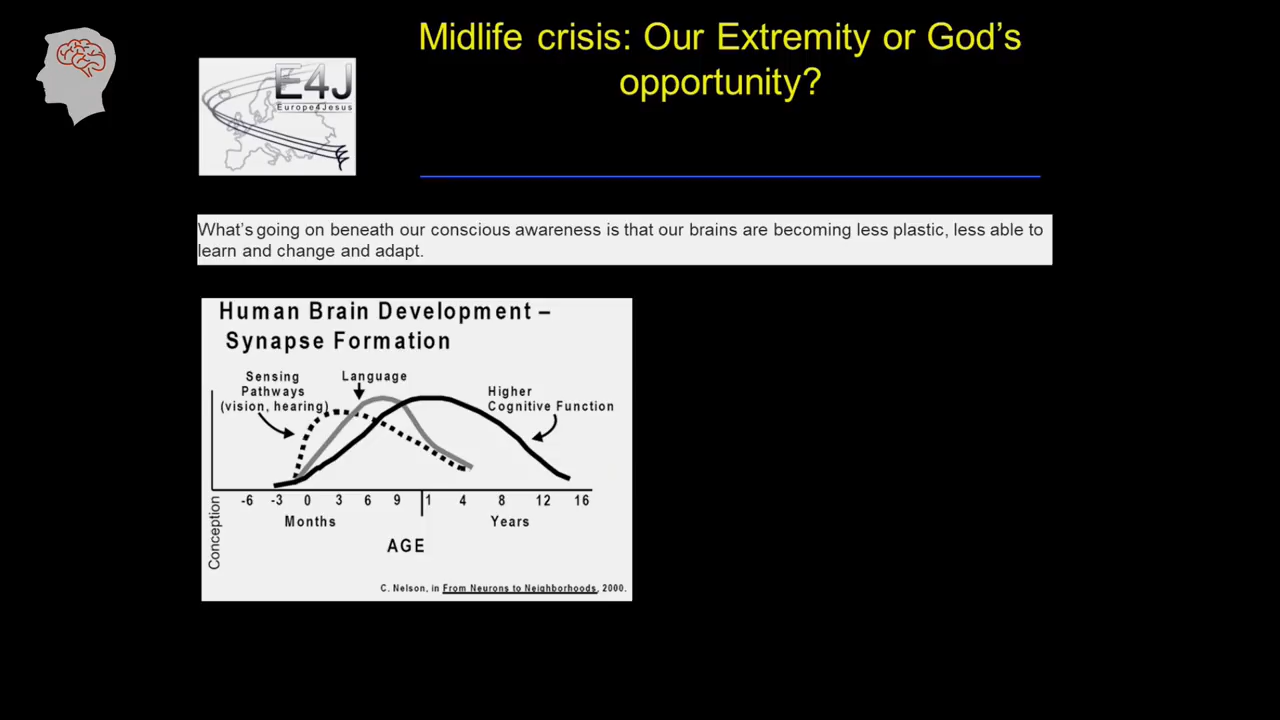 Midlife crisis: Our Extremity or God's
opportunity?
E4J
Europe4Jesus
What's going on beneath our conscious awareness is that our brains are becoming less plastic, less able to
learn and change and adapt.
Human Brain Development –
Synapse Formation
Sensing
Pathways
(vision, hearing)
Language
Higher
Cognitive Function
Conception
-6 -3 0 3 6 9 1 4 8 12 16
Months Years
AGE
C. Nelson, in From Neurons to Neighborhoods, 2000.